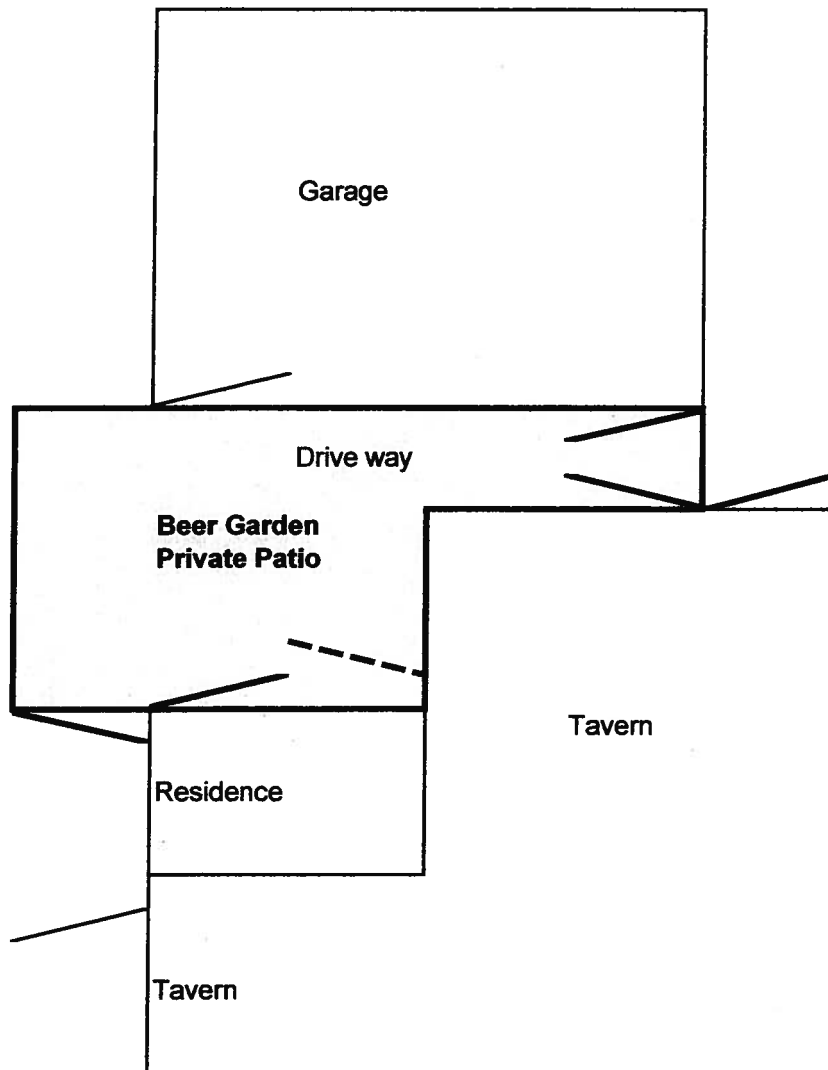 Garage
Drive way
Beer Garden
Private Patio
Tavern
Residence
Tavern